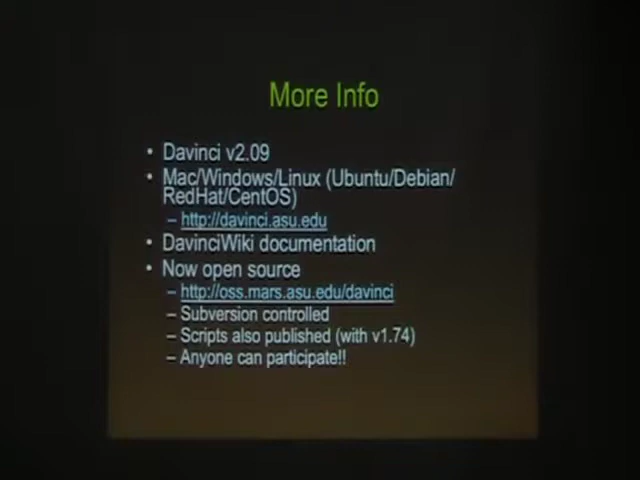 More Info
• Davinci v2.09
• Mac/Windows/Linux (Ubuntu/Debian/
RedHat/CentOS)
– http://davinci.asu.edu
• DavinciWiki documentation
• Now open source
– http://oss.mars.asu.edu/davinci
– Subversion controlled
– Scripts also published (with v1.74)
– Anyone can participate!!